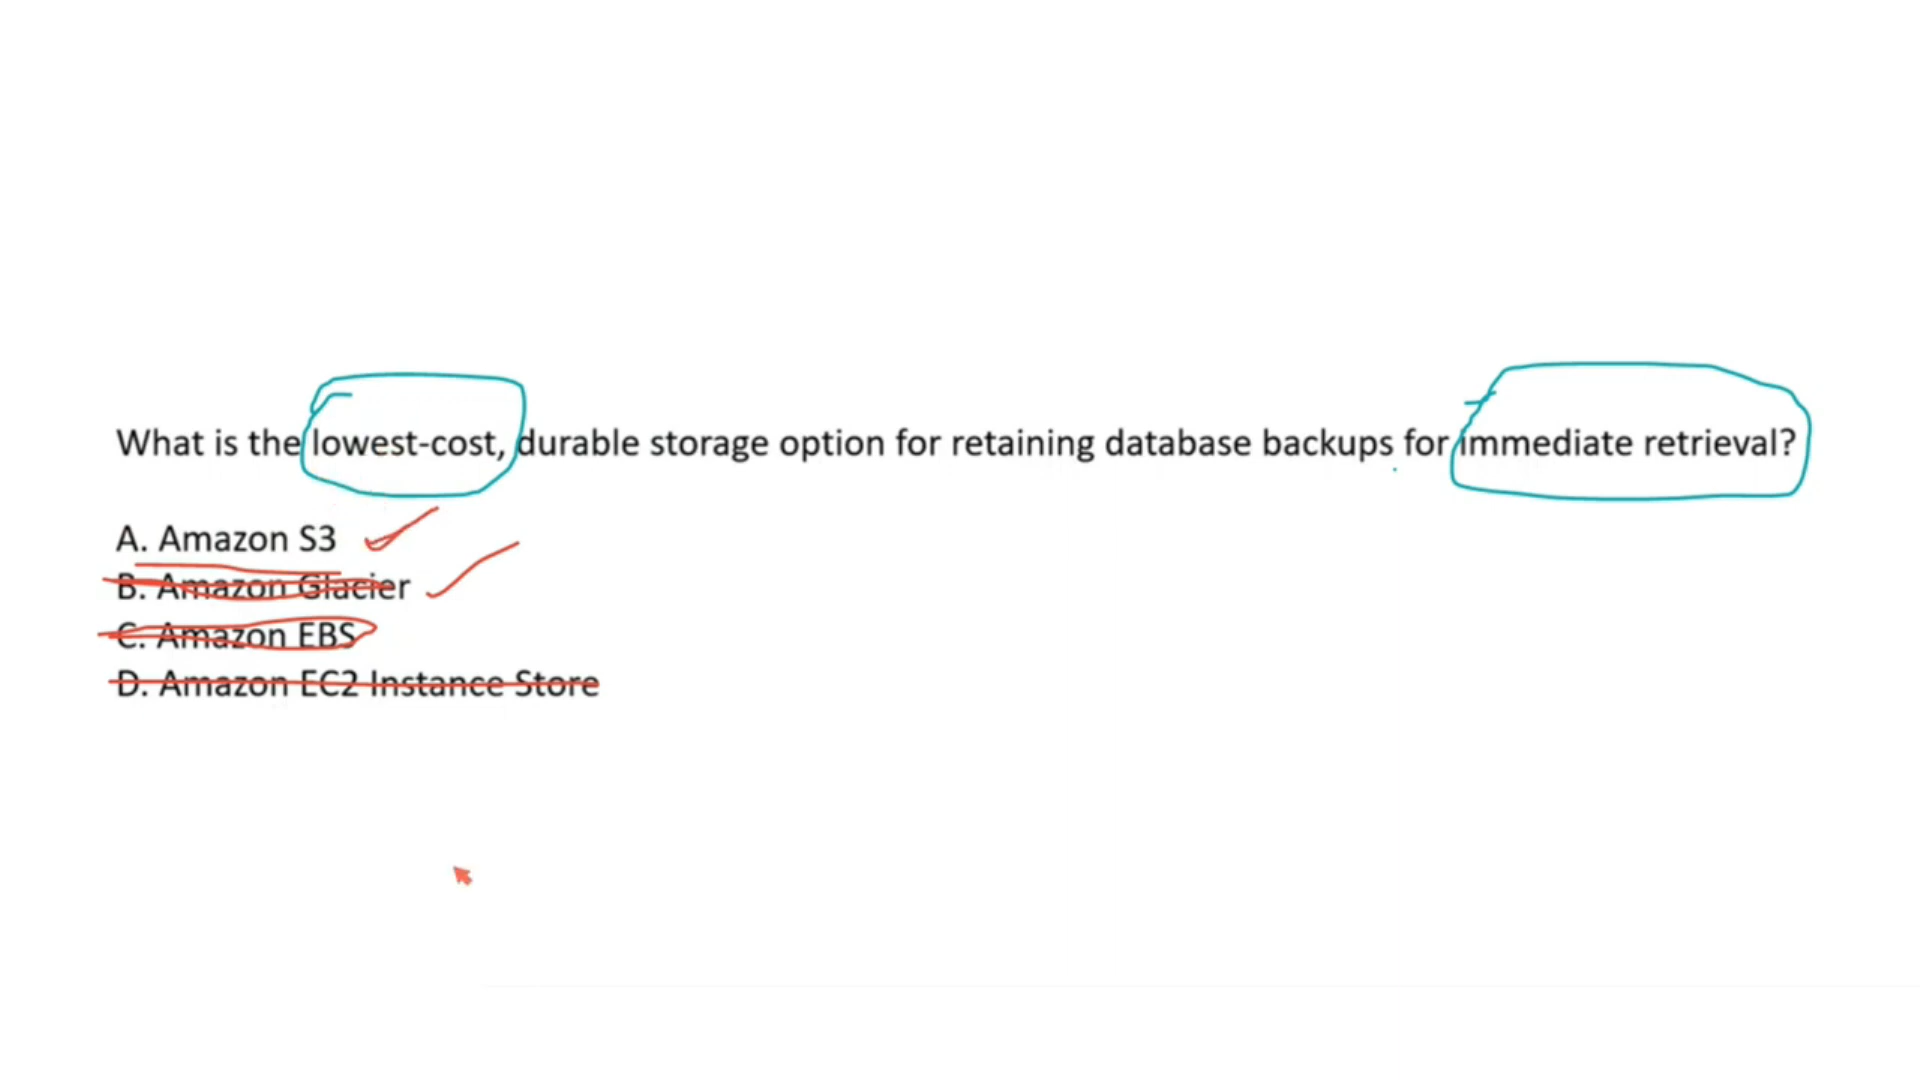 What is the lowest-cost, durable storage option for retaining database backups for immediate retrieval?
A. Amazon S3
B. Amazon Glacier
C. Amazon EBS
D. Amazon EC2 Instance Store